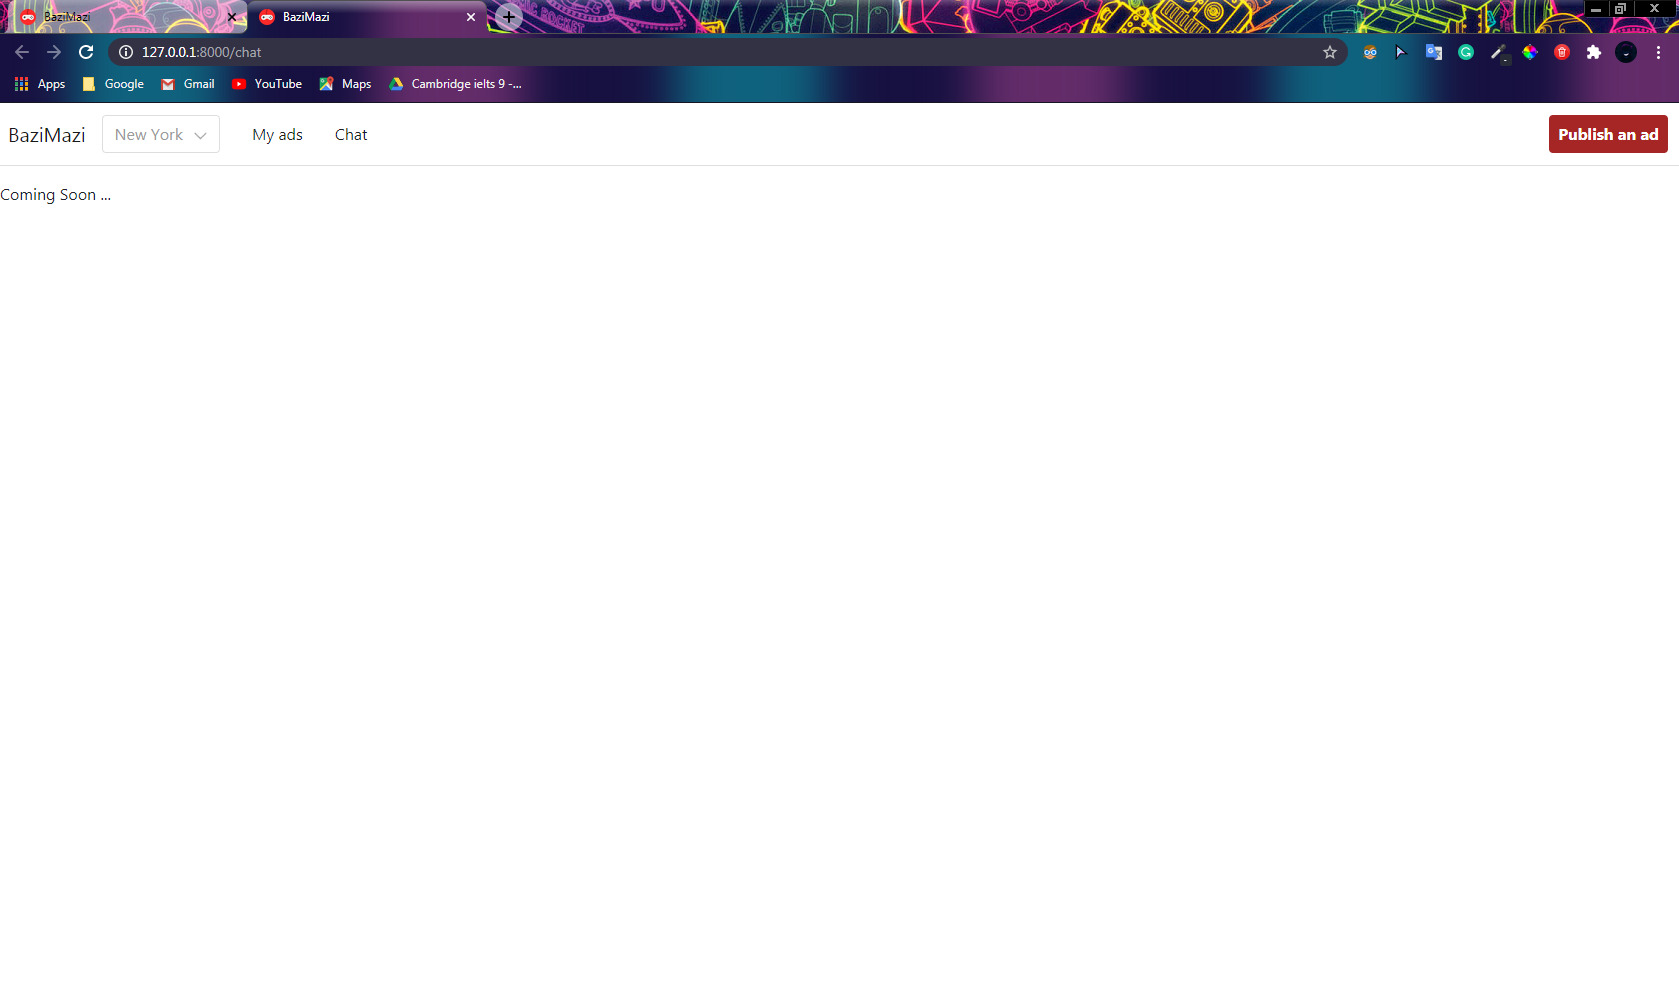 BaziMazi
BaziMazi
127.0.0.1:8000/chat
Apps
Google
Gmail
YouTube
Maps
Cambridge ielts 9 -...
BaziMazi
New York
My ads
Chat
Publish an ad
Coming Soon ...